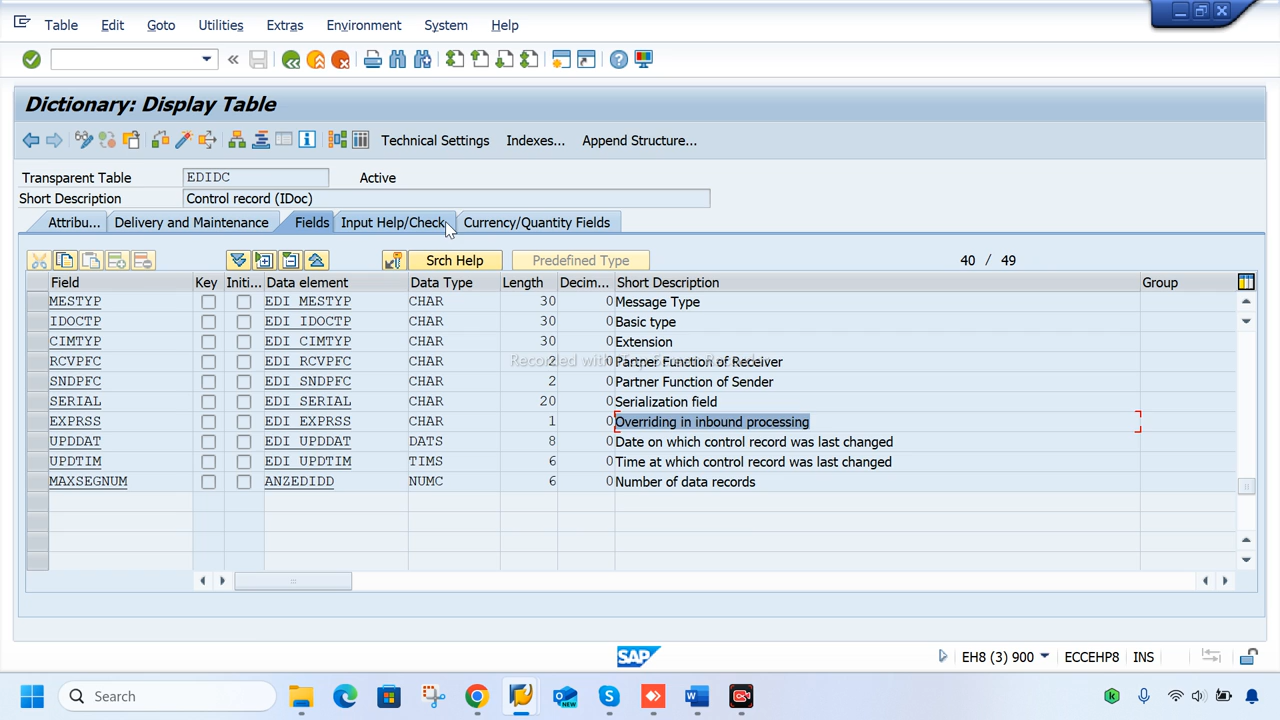 Table Edit Goto Utilities Extras Environment System Help
Dictionary: Display Table
Technical Settings Indexes... Append Structure...
Transparent Table EDIDC Active
Short Description Control record (IDoc)
Attribu... Delivery and Maintenance Fields Input Help/Check Currency/Quantity Fields
Srch Help Predefined Type 40 / 49
Field Key Initi... Data element Data Type Length Decim... Short Description Group
MESTYP EDI_MESTYP CHAR 30 0 Message Type
IDOCTP EDI_IDOCTP CHAR 30 0 Basic type
CIMTYP EDI_CIMTYP CHAR 30 0 Extension
RCVPFC EDI_RCVPFC CHAR 2 0 Partner Function of Receiver
Recorded with
SNDPFC EDI_SNDPFC CHAR 2 0 Partner Function of Sender
SERIAL EDI_SERIAL CHAR 20 0 Serialization field
EXPRSS EDI_EXPRSS CHAR 1 0 Overriding in inbound processing
UPDDAT EDI_UPDDAT DATS 8 0 Date on which control record was last changed
UPDTIM EDI_UPDTIM TIMS 6 0 Time at which control record was last changed
MAXSEGNUM ANZEDIDD NUMC 6 0 Number of data records
SAP EH8 (3) 900 ECCEHP8 INS
Search